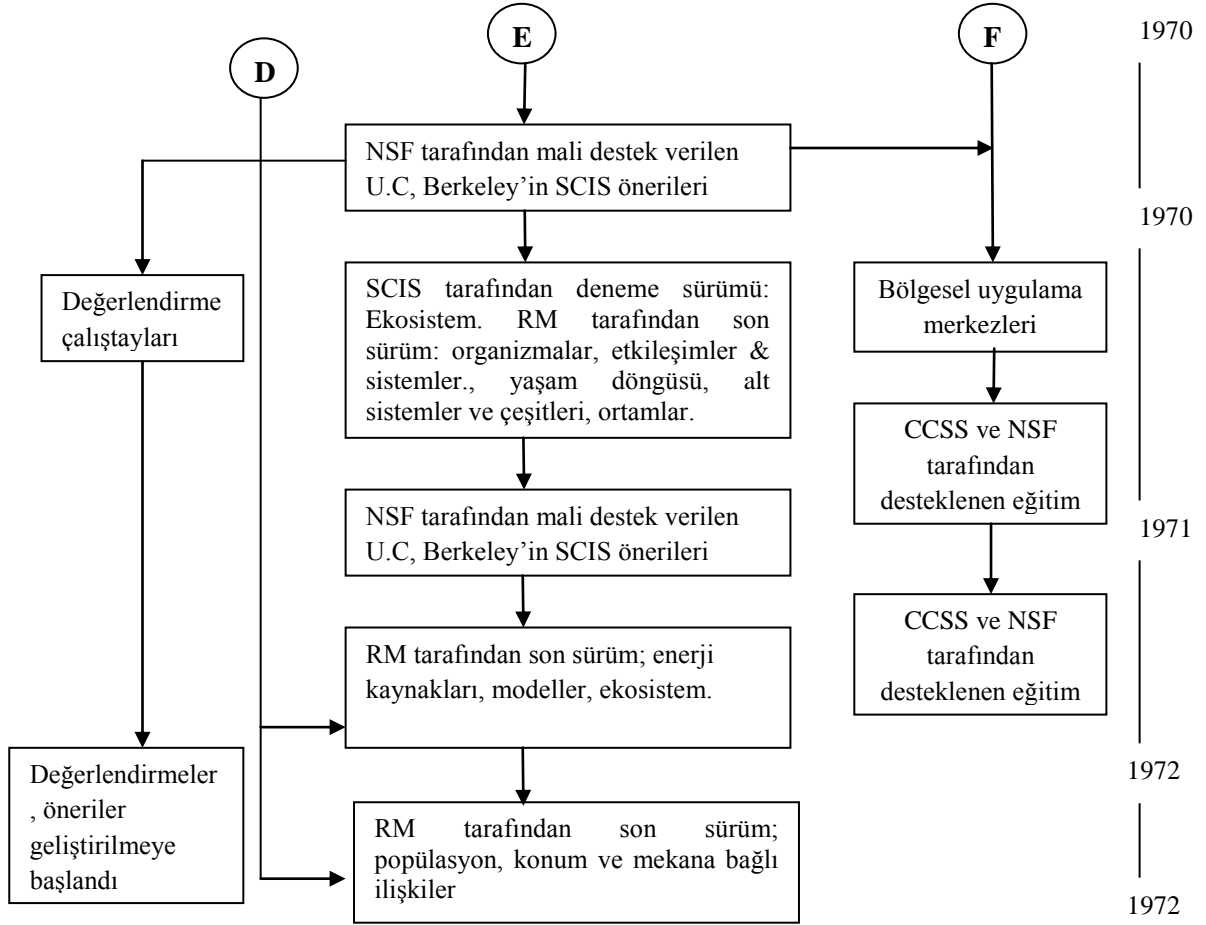 D
E
F
1970
NSF tarafından mali destek verilen
U.C, Berkeley’in SCIS önerileri
1970
Değerlendirme
çalıştayları
SCIS tarafından deneme sürümü:
Ekosistem. RM tarafından son
sürüm: organizmalar, etkileşimler &
sistemler., yaşam döngüsü, alt
sistemler ve çeşitleri, ortamlar.
Bölgesel uygulama
merkezleri
CCSS ve NSF
tarafından
desteklenen eğitim
NSF tarafından mali destek verilen
U.C, Berkeley’in SCIS önerileri
1971
CCSS ve NSF
tarafından
desteklenen eğitim
RM tarafından son sürüm; enerji
kaynakları, modeller, ekosistem.
Değerlendirmeler
, öneriler
geliştirilmeye
başlandı
1972
RM tarafından son sürüm;
popülasyon, konum ve mekana bağlı
ilişkiler
1972